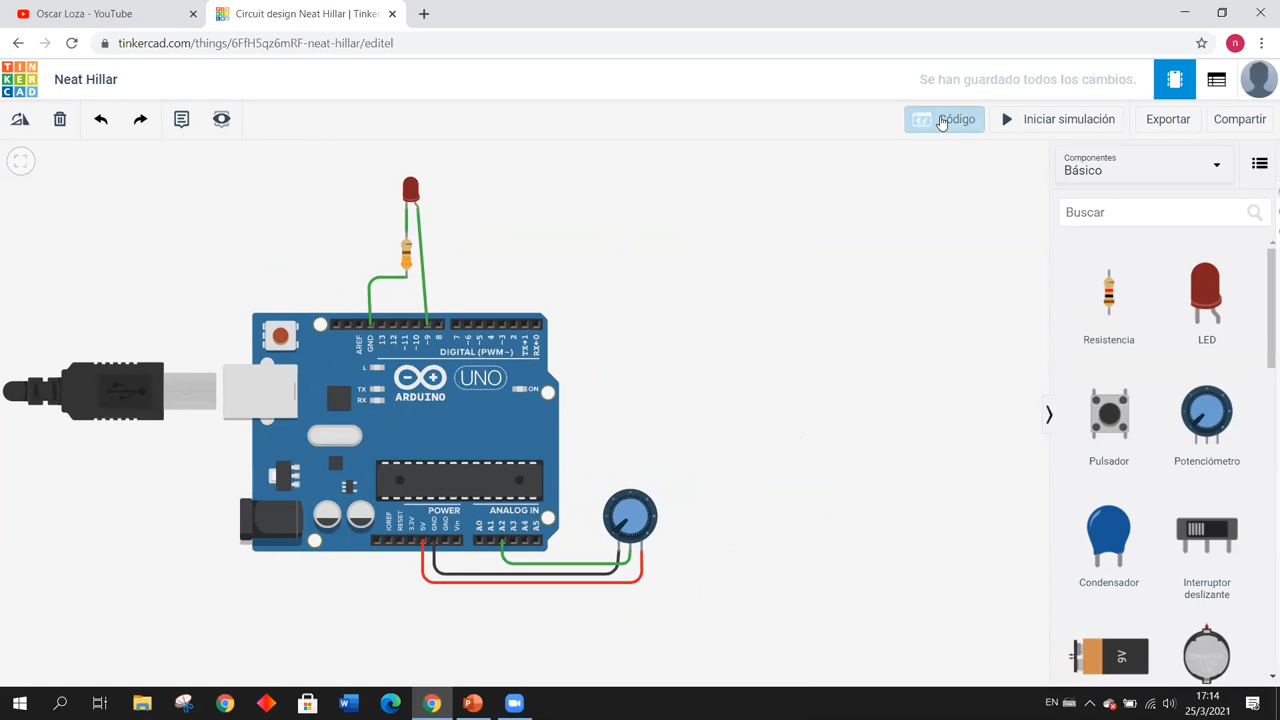 Oscar Loza - YouTube
Circuit design Neat Hillar | Tinker
tinkercad.com/things/6FfH5qz6mRF-neat-hillar/editel
n
TIN
KER
CAD
Neat Hillar
Se han guardado todos los cambios.
Código
Iniciar simulación
Exportar
Compartir
Componentes
Básico
Buscar
Resistencia
LED
Pulsador
Potenciómetro
Condensador
Interruptor
deslizante
9V
AREF
GND
13
12
~11
~10
~9
8
7
~6
~5
4
~3
2
TX→1
RX←0
DIGITAL (PWM~)
L
TX
RX
ARDUINO
UNO
ON
POWER
ANALOG IN
IOREF
RESET
3.3V
5V
GND
GND
Vin
A0
A1
A2
A3
A4
A5
EN
17:14
25/3/2021